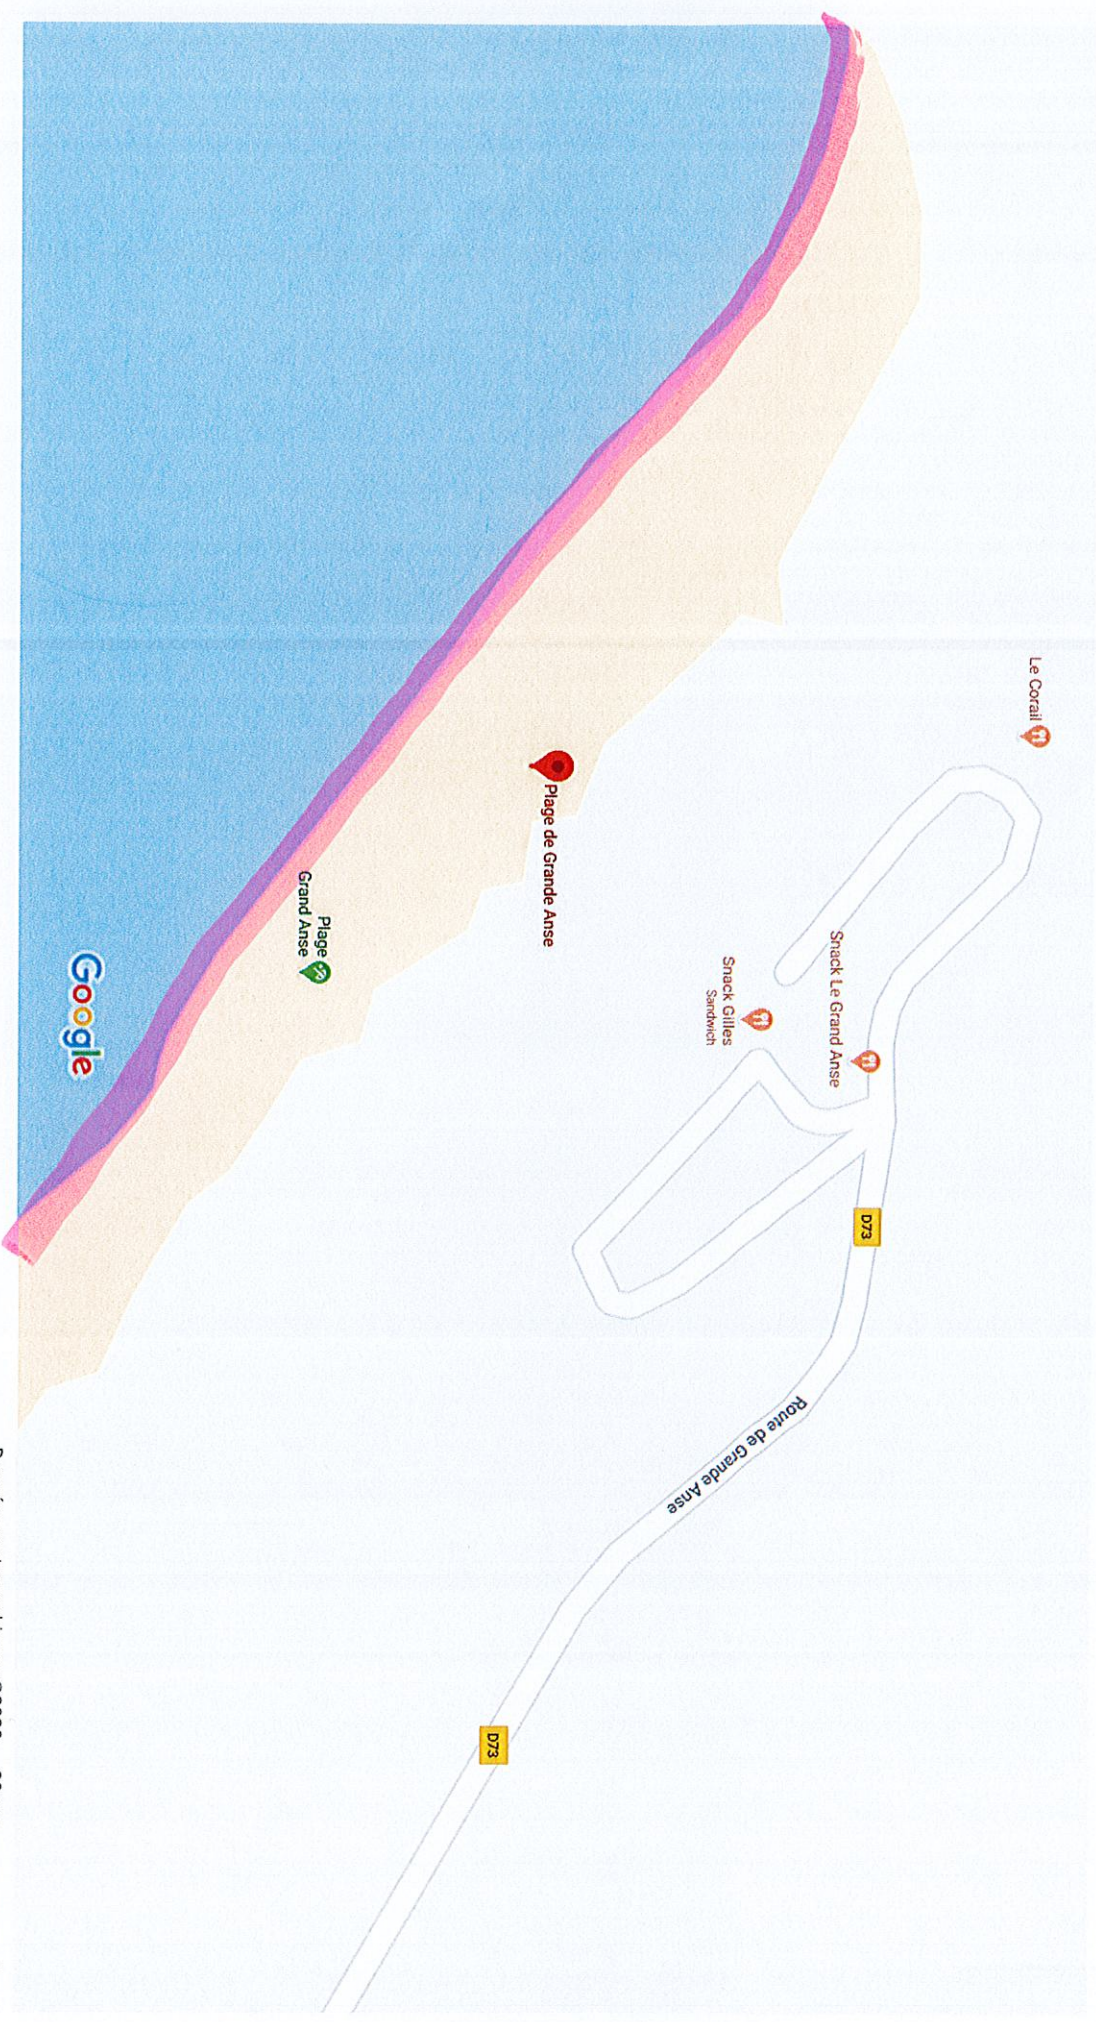 Le Corail
Snack Le Grand Anse
Snack Gilles
Sandwich
Plage de Grande Anse
Plage
Grand Anse
Google
D73
Route de Grande Anse
D73